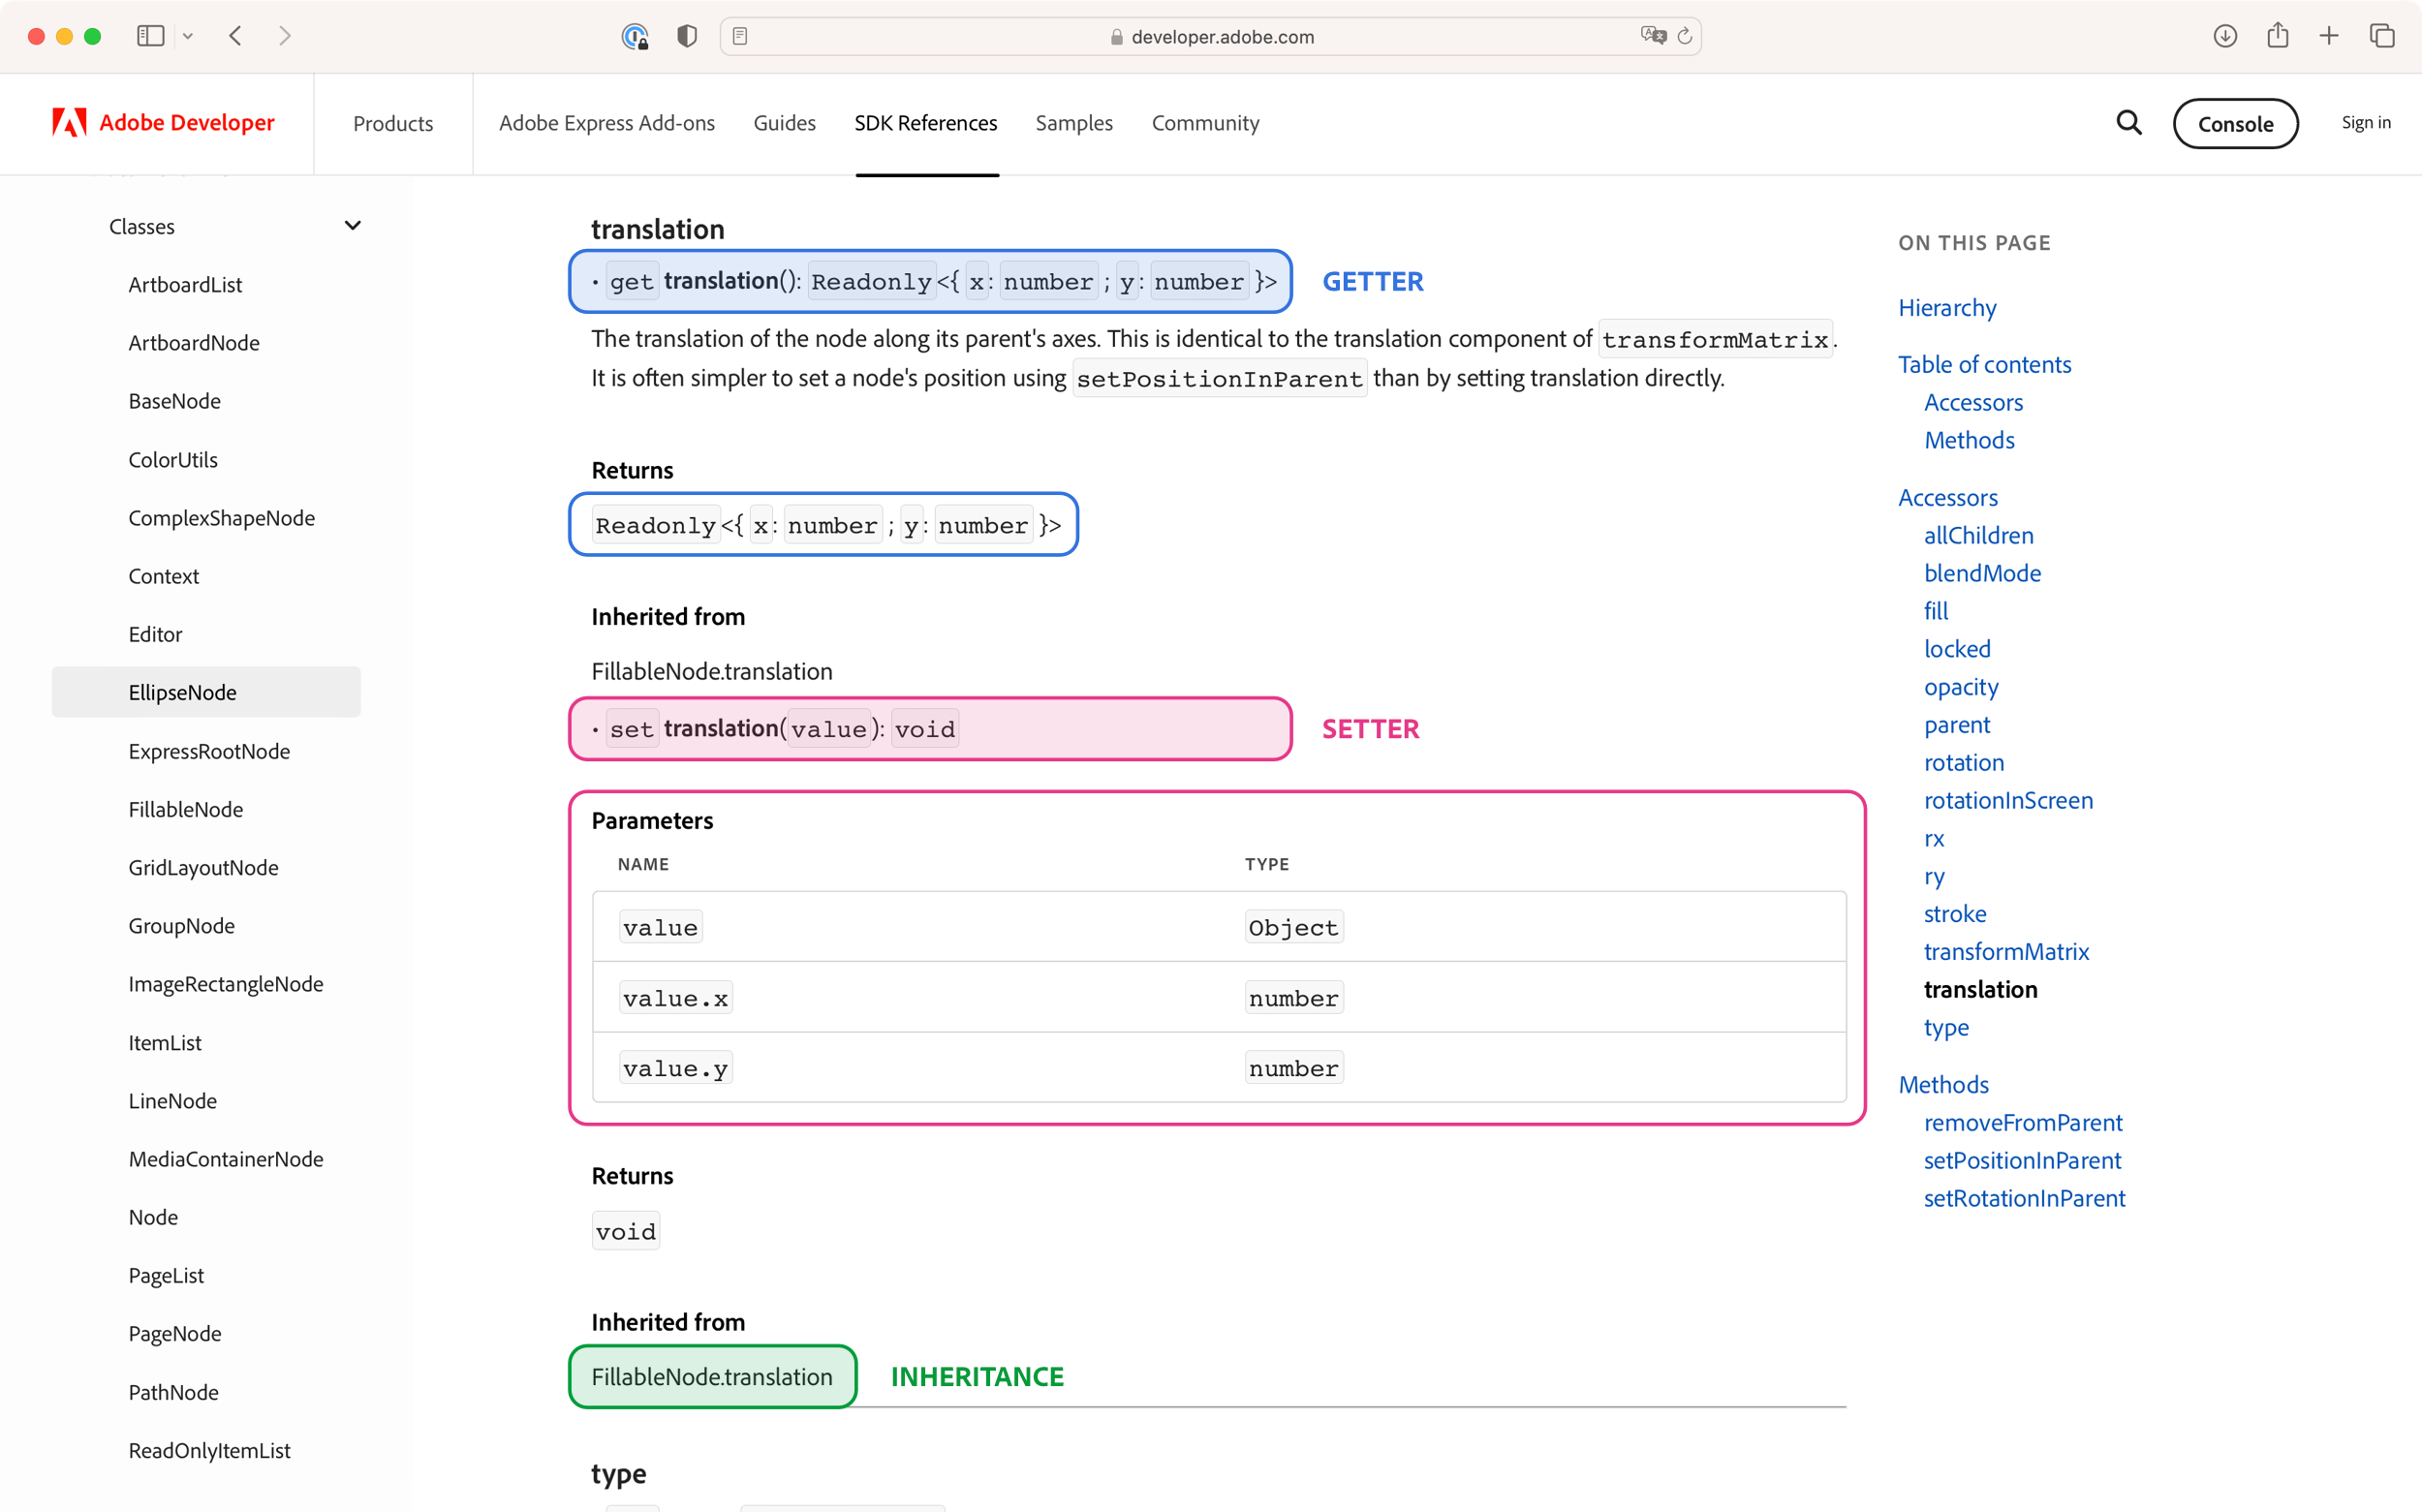 developer.adobe.com
Adobe Developer
Products
Adobe Express Add-ons
Guides
SDK References
Samples
Community
Console
Sign in
Classes
ArtboardList
ArtboardNode
BaseNode
ColorUtils
ComplexShapeNode
Context
Editor
EllipseNode
ExpressRootNode
FillableNode
GridLayoutNode
GroupNode
ImageRectangleNode
ItemList
LineNode
MediaContainerNode
Node
PageList
PageNode
PathNode
ReadOnlyItemList
translation
• get translation(): Readonly<{ x: number ; y: number }>
GETTER
The translation of the node along its parent's axes. This is identical to the translation component of transformMatrix.
It is often simpler to set a node's position using setPositionInParent than by setting translation directly.
Returns
Readonly<{ x: number ; y: number }>
Inherited from
FillableNode.translation
• set translation(value): void
SETTER
Parameters
NAME TYPE
value Object
value.x number
value.y number
Returns
void
Inherited from
FillableNode.translation
INHERITANCE
type
ON THIS PAGE
Hierarchy
Table of contents
Accessors
Methods
Accessors
allChildren
blendMode
fill
locked
opacity
parent
rotation
rotationInScreen
rx
ry
stroke
transformMatrix
translation
type
Methods
removeFromParent
setPositionInParent
setRotationInParent